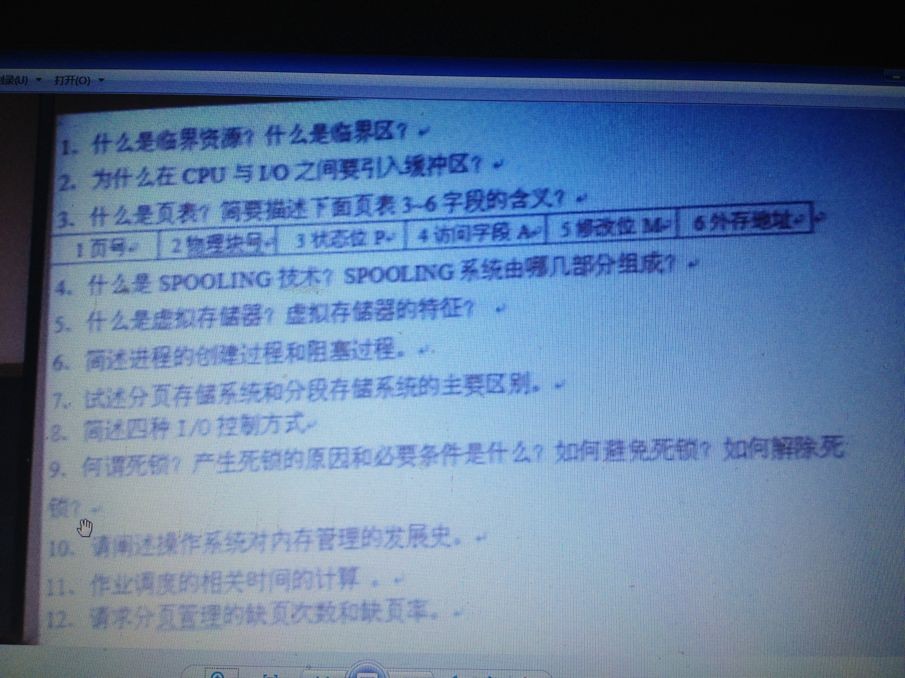 打开(O)
1、什么是临界资源？什么是临界区？
2、为什么在 CPU 与 I/O 之间要引入缓冲区？
3、什么是页表？简要描述下面页表 3~6 字段的含义？
1 页号 2 物理块号 3 状态位 P 4 访问字段 A 5 修改位 M 6 外存地址
4、什么是 SPOOLING 技术？SPOOLING 系统由哪几部分组成？
5、什么是虚拟存储器？虚拟存储器的特征？
6、简述进程的创建过程和阻塞过程。
7、试述分页存储系统和分段存储系统的主要区别。
8、简述四种 I/O 控制方式
9、何谓死锁？产生死锁的原因和必要条件是什么？如何避免死锁？如何解除死
锁？
10、请阐述操作系统对内存管理的发展史。
11、作业调度的相关时间的计算 。
12、请求分页管理的缺页次数和缺页率。